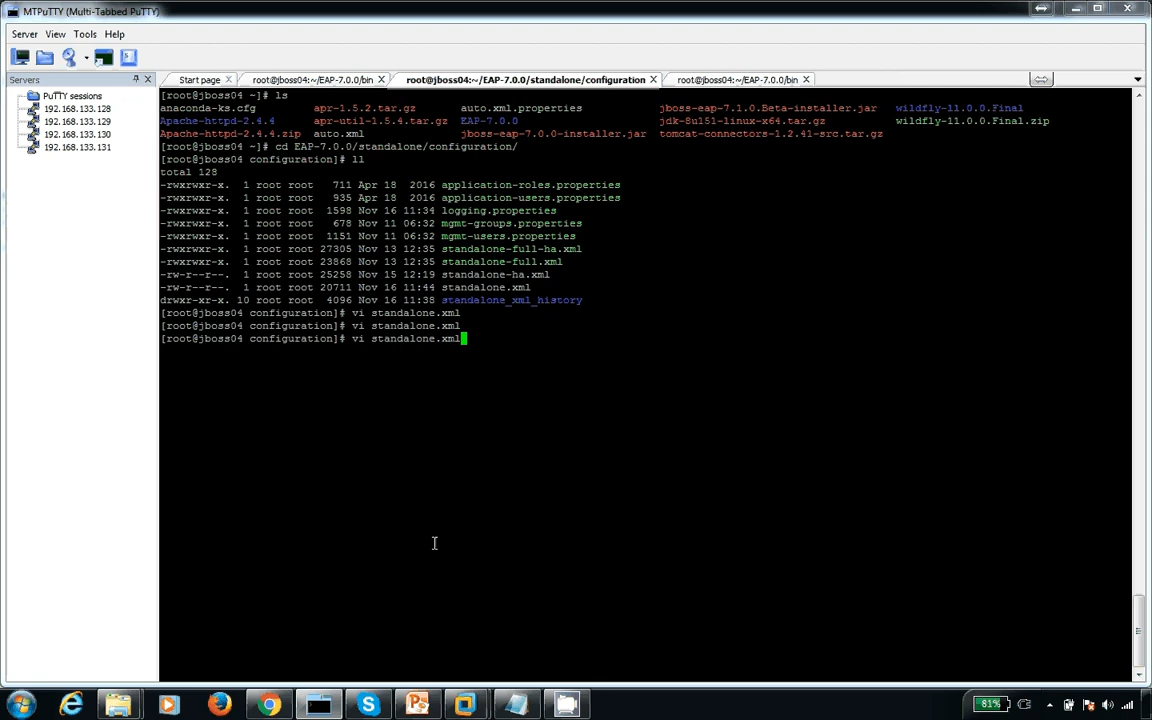 MTPuTTY (Multi-Tabbed PuTTY)
Server View Tools Help
Servers
Start page root@jboss04:~/EAP-7.0.0/bin root@jboss04:~/EAP-7.0.0/standalone/configuration root@jboss04:~/EAP-7.0.0/bin
PuTTY sessions
192.168.133.128
192.168.133.129
192.168.133.130
192.168.133.131
[root@jboss04 ~]# ls
anaconda-ks.cfg apr-1.5.2.tar.gz auto.xml.properties jboss-eap-7.1.0.Beta-installer.jar wildfly-11.0.0.Final
Apache-httpd-2.4.4 apr-util-1.5.4.tar.gz EAP-7.0.0 jdk-8u151-linux-x64.tar.gz wildfly-11.0.0.Final.zip
Apache-httpd-2.4.4.zip auto.xml jboss-eap-7.0.0-installer.jar tomcat-connectors-1.2.41-src.tar.gz
[root@jboss04 ~]# cd EAP-7.0.0/standalone/configuration/
[root@jboss04 configuration]# ll
total 128
-rwxrwxr-x. 1 root root 711 Apr 18 2016 application-roles.properties
-rwxrwxr-x. 1 root root 935 Apr 18 2016 application-users.properties
-rwxrwxr-x. 1 root root 1598 Nov 16 11:34 logging.properties
-rwxrwxr-x. 1 root root 678 Nov 11 06:32 mgmt-groups.properties
-rwxrwxr-x. 1 root root 1151 Nov 11 06:32 mgmt-users.properties
-rwxrwxr-x. 1 root root 27305 Nov 13 12:35 standalone-full-ha.xml
-rwxrwxr-x. 1 root root 23868 Nov 13 12:35 standalone-full.xml
-rw-r--r--. 1 root root 25258 Nov 15 12:19 standalone-ha.xml
-rw-r--r--. 1 root root 20711 Nov 16 11:44 standalone.xml
drwxr-xr-x. 10 root root 4096 Nov 16 11:38 standalone_xml_history
[root@jboss04 configuration]# vi standalone.xml
[root@jboss04 configuration]# vi standalone.xml
[root@jboss04 configuration]# vi standalone.xml
81%